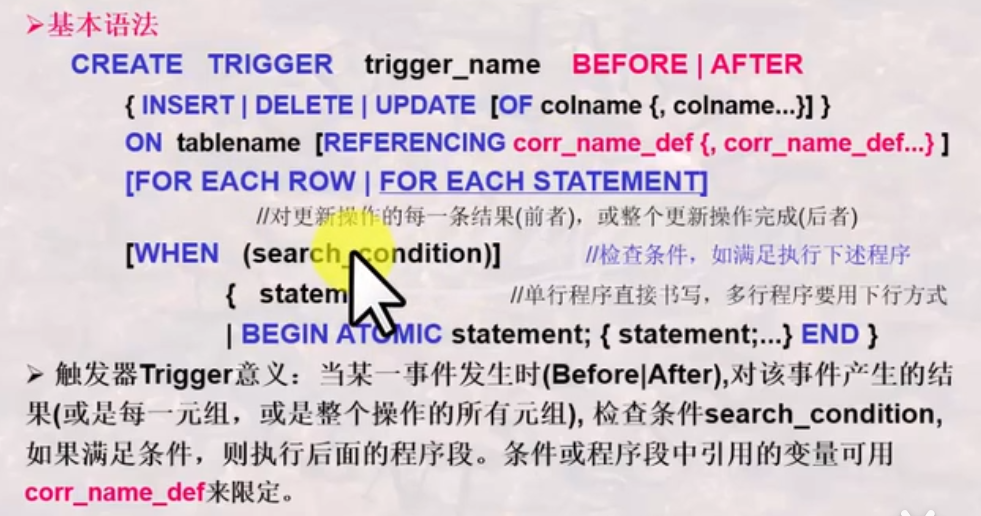 ➢基本语法
CREATE TRIGGER trigger_name BEFORE | AFTER
{ INSERT | DELETE | UPDATE [OF colname {, colname...}] }
ON tablename [REFERENCING corr_name_def {, corr_name_def...} ]
[FOR EACH ROW | FOR EACH STATEMENT]
//对更新操作的每一条结果(前者)，或整个更新操作完成(后者)
[WHEN (search_condition)] //检查条件，如满足执行下述程序
{ statem //单行程序直接书写，多行程序要用下行方式
| BEGIN ATOMIC statement; { statement;...} END }
➢ 触发器Trigger意义：当某一事件发生时(Before|After),对该事件产生的结
果(或是每一元组，或是整个操作的所有元组), 检查条件search_condition,
如果满足条件，则执行后面的程序段。条件或程序段中引用的变量可用
corr_name_def来限定。